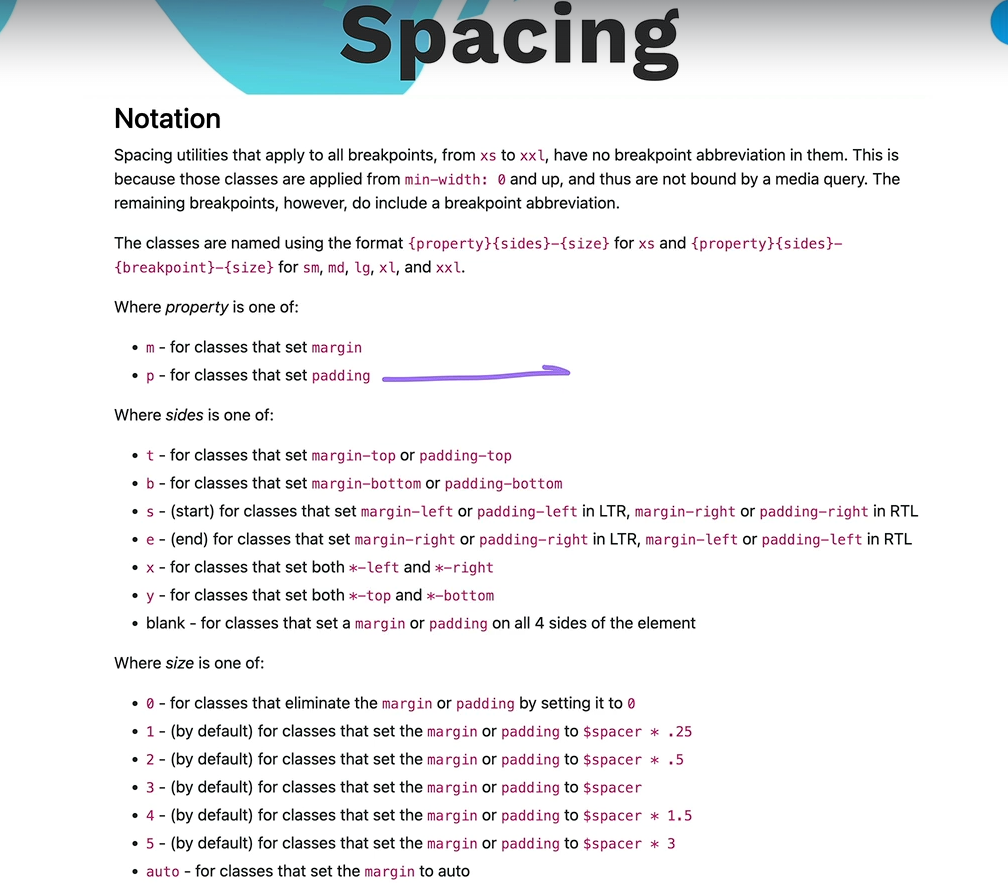 Spacing
Notation
Spacing utilities that apply to all breakpoints, from xs to xxl, have no breakpoint abbreviation in them. This is
because those classes are applied from min-width: 0 and up, and thus are not bound by a media query. The
remaining breakpoints, however, do include a breakpoint abbreviation.
The classes are named using the format {property}{sides}-{size} for xs and {property}{sides}-
{breakpoint}-{size} for sm, md, lg, xl, and xxl.
Where property is one of:
• m - for classes that set margin
• p - for classes that set padding
Where sides is one of:
• t - for classes that set margin-top or padding-top
• b - for classes that set margin-bottom or padding-bottom
• s - (start) for classes that set margin-left or padding-left in LTR, margin-right or padding-right in RTL
• e - (end) for classes that set margin-right or padding-right in LTR, margin-left or padding-left in RTL
• x - for classes that set both *-left and *-right
• y - for classes that set both *-top and *-bottom
• blank - for classes that set a margin or padding on all 4 sides of the element
Where size is one of:
• 0 - for classes that eliminate the margin or padding by setting it to 0
• 1 - (by default) for classes that set the margin or padding to $spacer * .25
• 2 - (by default) for classes that set the margin or padding to $spacer * .5
• 3 - (by default) for classes that set the margin or padding to $spacer
• 4 - (by default) for classes that set the margin or padding to $spacer * 1.5
• 5 - (by default) for classes that set the margin or padding to $spacer * 3
• auto - for classes that set the margin to auto